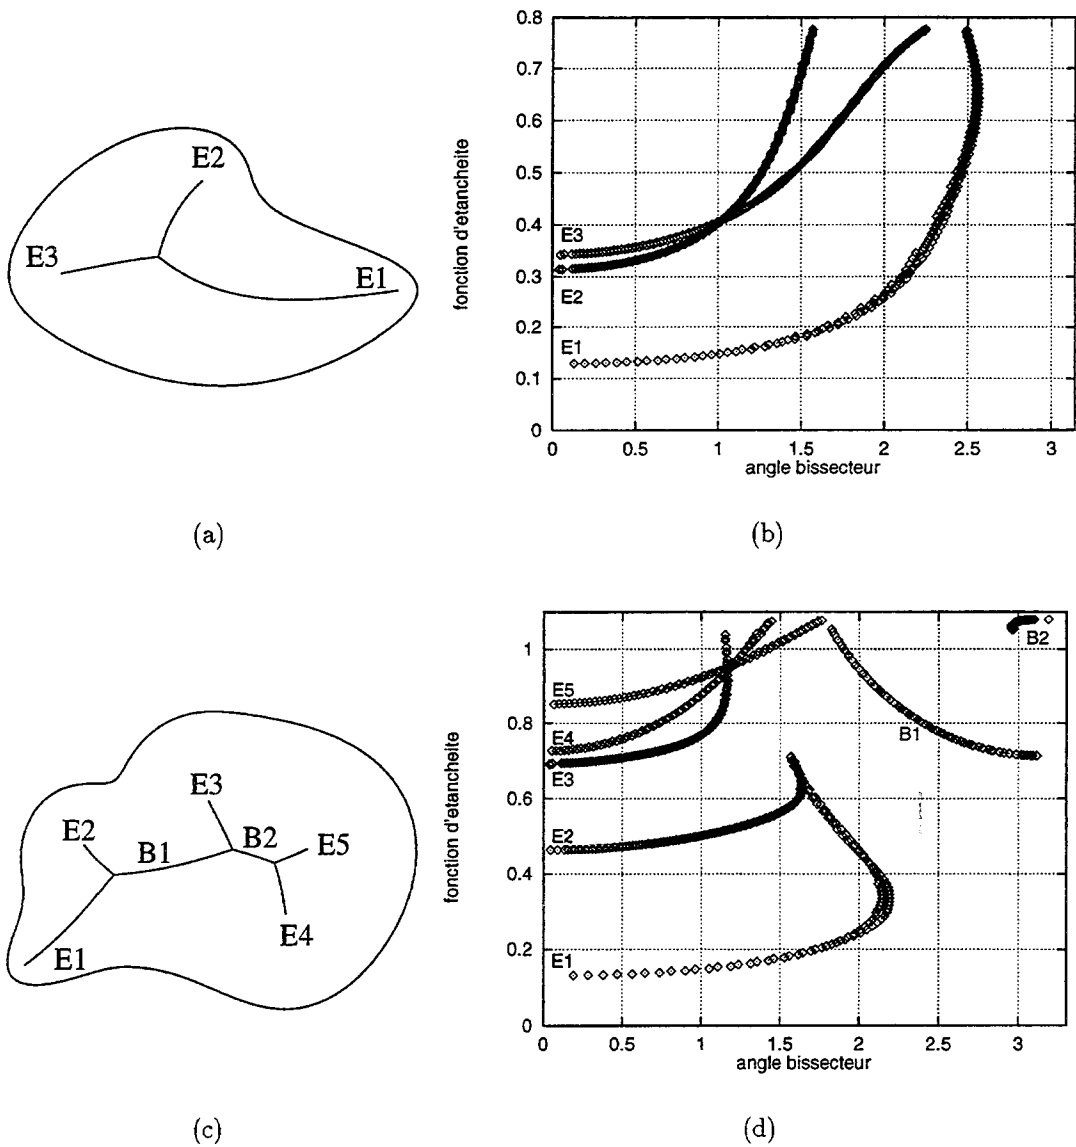 E2
E3
E1
fonction d'etancheite
0.8
0.7
0.6
0.5
0.4
0.3
0.2
0.1
0
E3
E2
E1
0 0.5 1 1.5 2 2.5 3
angle bissecteur
(a)
(b)
E3
E2
B1
B2
E5
E4
E1
fonction d'etancheite
1
0.8
0.6
0.4
0.2
0
E5
E4
E3
E2
E1
B1
B2
0 0.5 1 1.5 2 2.5 3
angle bissecteur
(c)
(d)